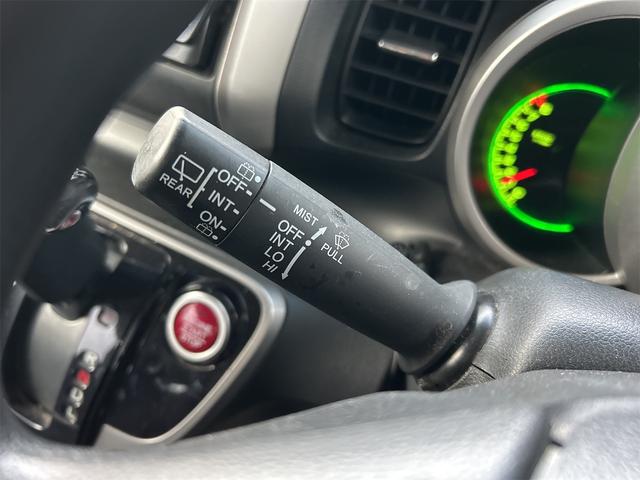 REAR
OFF
INT
ON
MIST
OFF
INT
LO
HI
PULL